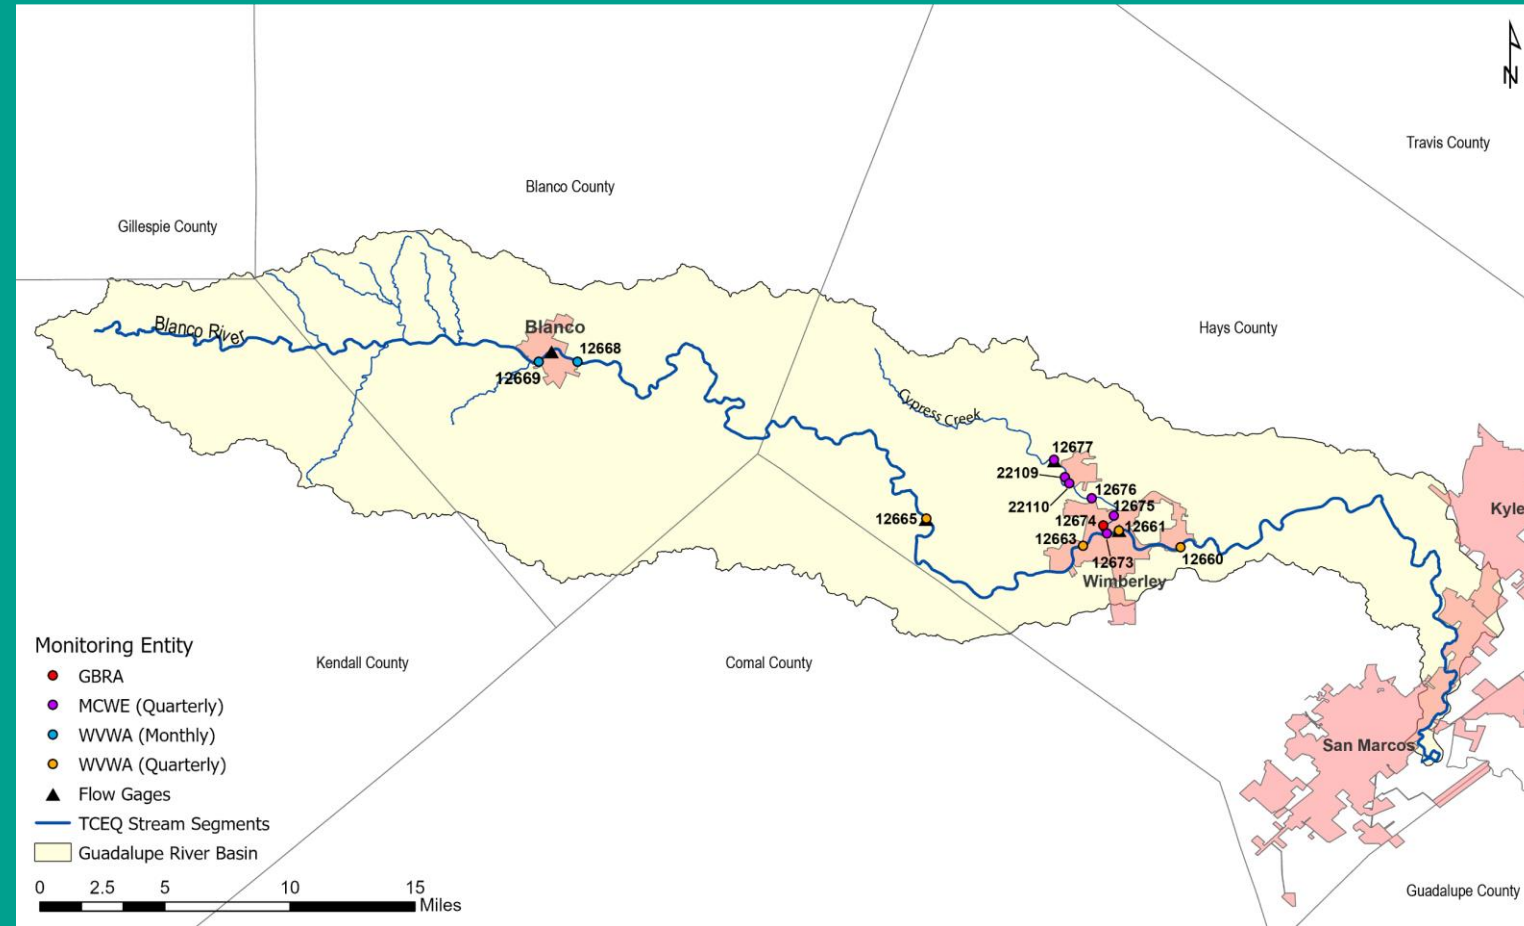 N
Travis County
Blanco County
Gillespie County
Hays County
Blanco River
Blanco
12668
12669
Cypress Creek
12677
22109
12676
22110
12675
12674
12661
12665
12663
12660
12673
Wimberley
Kyle
Kendall County
Comal County
San Marcos
Guadalupe County
Monitoring Entity
GBRA
MCWE (Quarterly)
WVWA (Monthly)
WVWA (Quarterly)
Flow Gages
TCEQ Stream Segments
Guadalupe River Basin
0 2.5 5 10 15
Miles